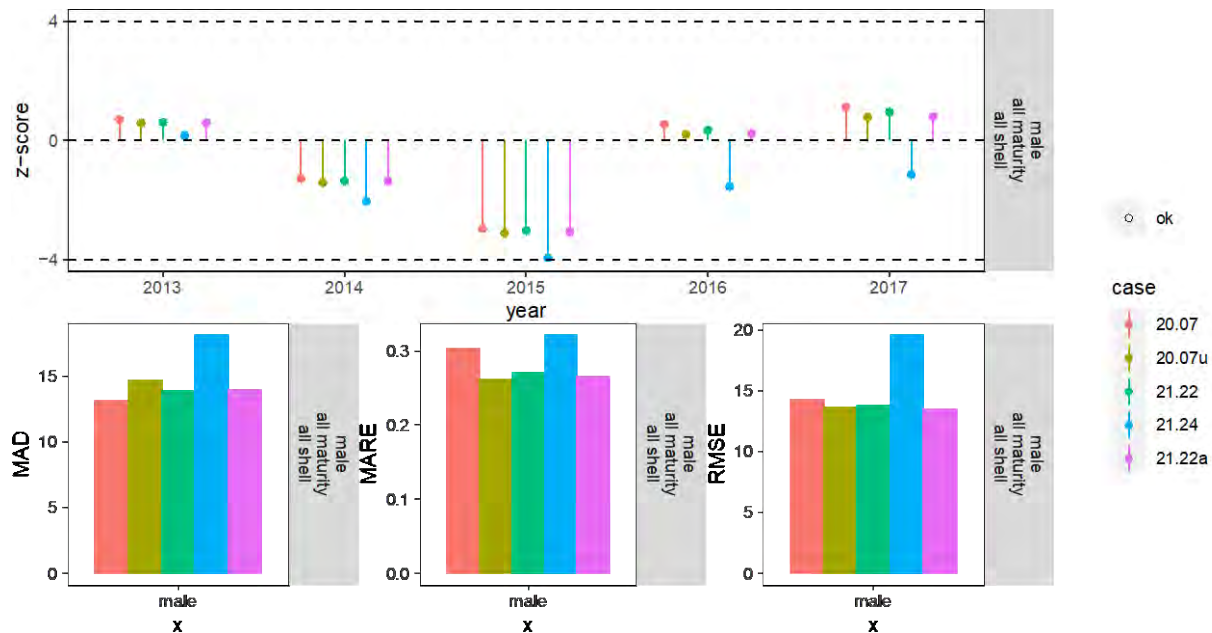 z-score
4
0
−4
male
all maturity
all shell
2013
2014
2015
2016
2017
year
MAD
15
10
5
0
male
x
male
all maturity
all shell
MARE
0.3
0.2
0.1
0.0
male
x
male
all maturity
all shell
RMSE
20
15
10
5
0
male
x
male
all maturity
all shell
ok
case
20.07
20.07u
21.22
21.24
21.22a